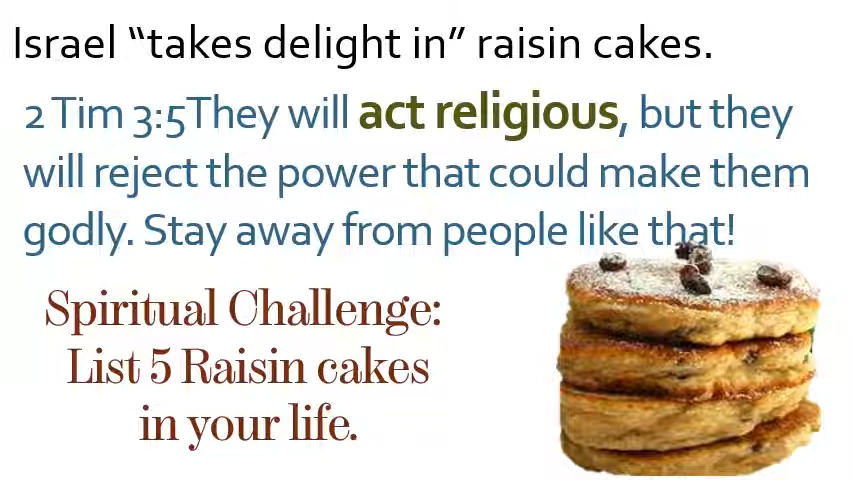 Israel “takes delight in” raisin cakes.
2 Tim 3:5They will act religious, but they
will reject the power that could make them
godly. Stay away from people like that!
Spiritual Challenge:
List 5 Raisin cakes
in your life.